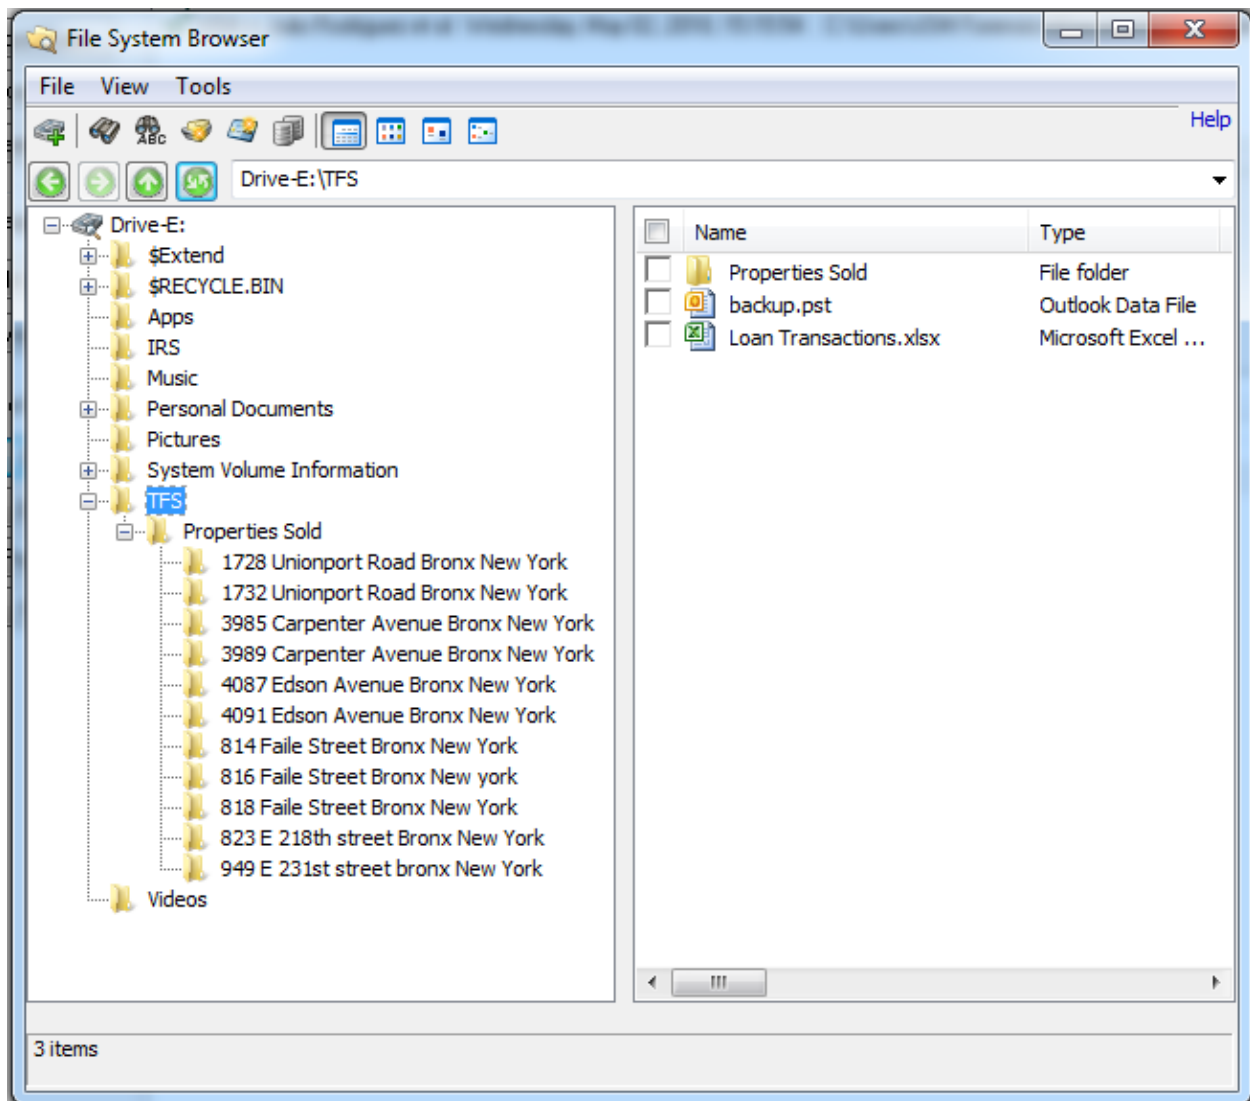 File System Browser
File View Tools
Help
ABC
Drive-E:\TFS
Drive-E:
$Extend
$RECYCLE.BIN
Apps
IRS
Music
Personal Documents
Pictures
System Volume Information
TFS
Properties Sold
1728 Unionport Road Bronx New York
1732 Unionport Road Bronx New York
3985 Carpenter Avenue Bronx New York
3989 Carpenter Avenue Bronx New York
4087 Edson Avenue Bronx New York
4091 Edson Avenue Bronx New York
814 Faile Street Bronx New York
816 Faile Street Bronx New york
818 Faile Street Bronx New York
823 E 218th street Bronx New York
949 E 231st street bronx New York
Videos
Name Type
Properties Sold File folder
backup.pst Outlook Data File
Loan Transactions.xlsx Microsoft Excel ...
3 items